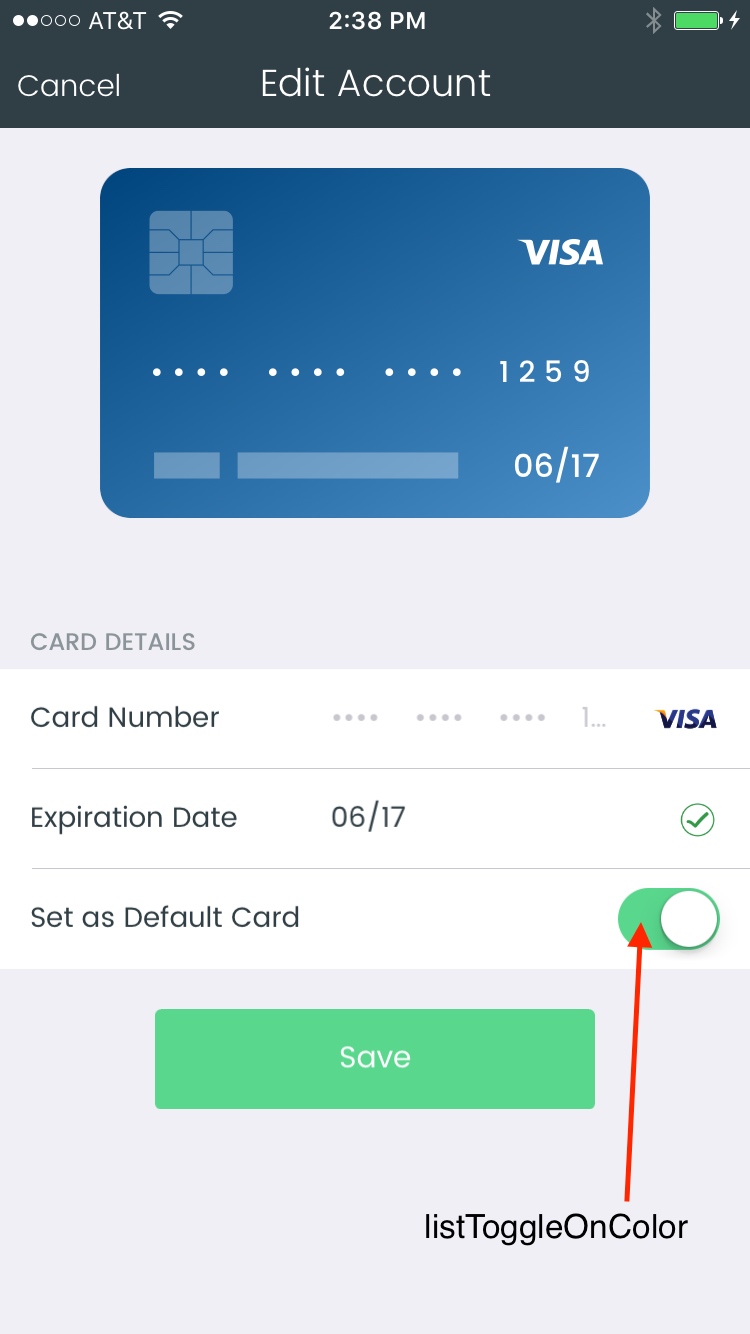 ●●○○○ AT&T 2:38 PM
Cancel Edit Account
VISA
•••• •••• •••• 1259
06/17
CARD DETAILS
Card Number •••• •••• •••• 1... VISA
Expiration Date 06/17
Set as Default Card
Save
listToggleOnColor